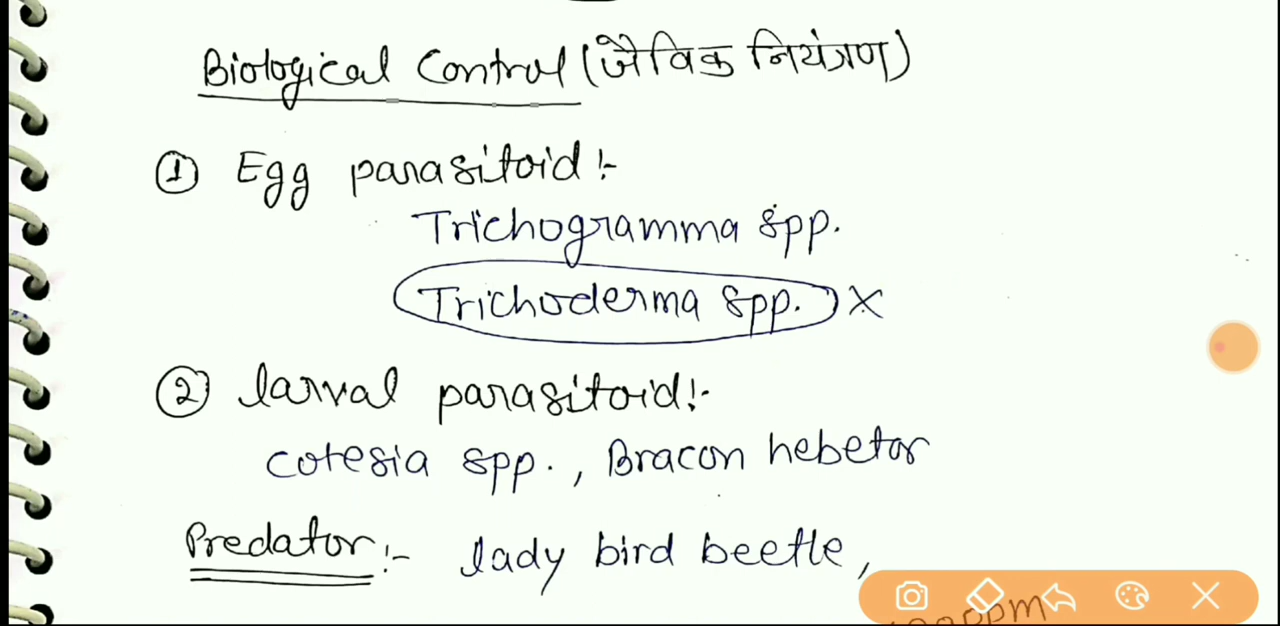 Biological Control (जैविक नियंत्रण)
① Egg parasitoid :-
Trichogramma spp.
Trichoderma spp. X
② larval parasitoid :-
Cotesia spp., Bracon hebetor
Predator :- lady bird beetle,